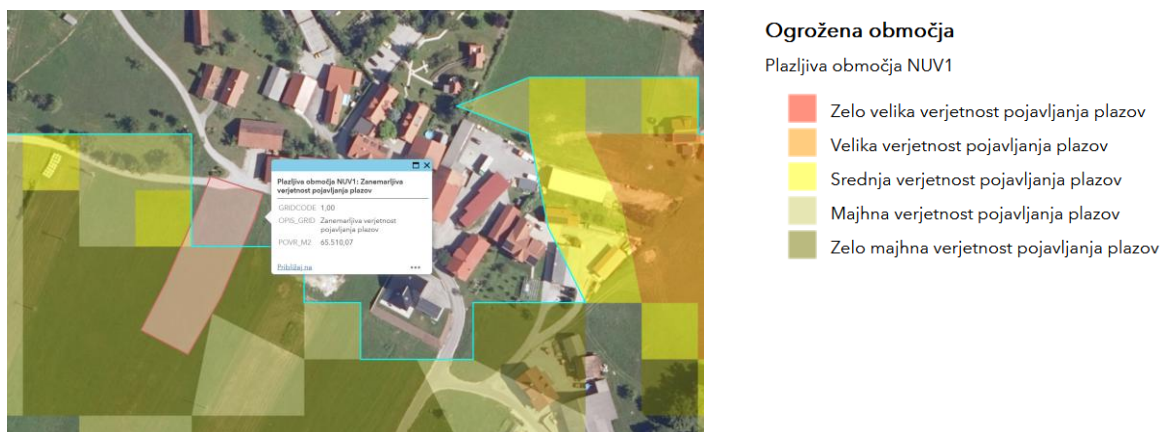 Ogrožena območja
Plazljiva območja NUV1
Zelo velika verjetnost pojavljanja plazov
Velika verjetnost pojavljanja plazov
Srednja verjetnost pojavljanja plazov
Majhna verjetnost pojavljanja plazov
Zelo majhna verjetnost pojavljanja plazov
Plazljiva območja NUV1: Zanemarljiva
verjetnost pojavljanja plazov
GRIDCODE 1,00
OPIS_GRID Zanemarljiva verjetnost
pojavljanja plazov
POVR_M2 65.510,07
Približaj na